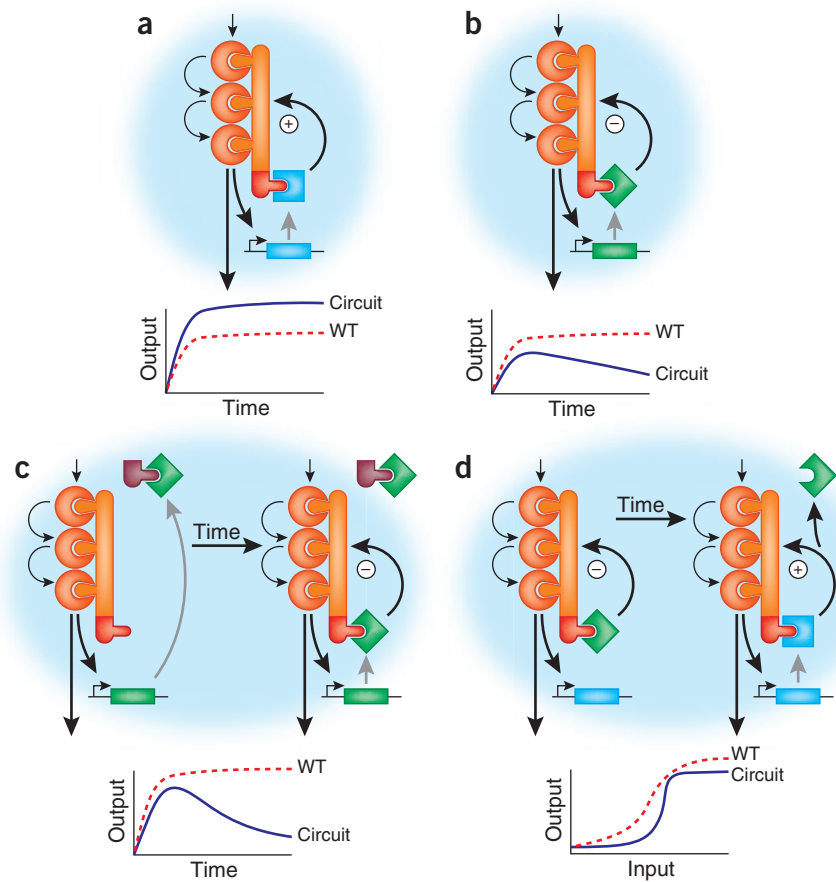 a
+
Output
Circuit
WT
Time
b
−
Output
WT
Circuit
Time
c
Time
−
Output
WT
Circuit
Time
d
Time
−
+
Output
WT
Circuit
Input